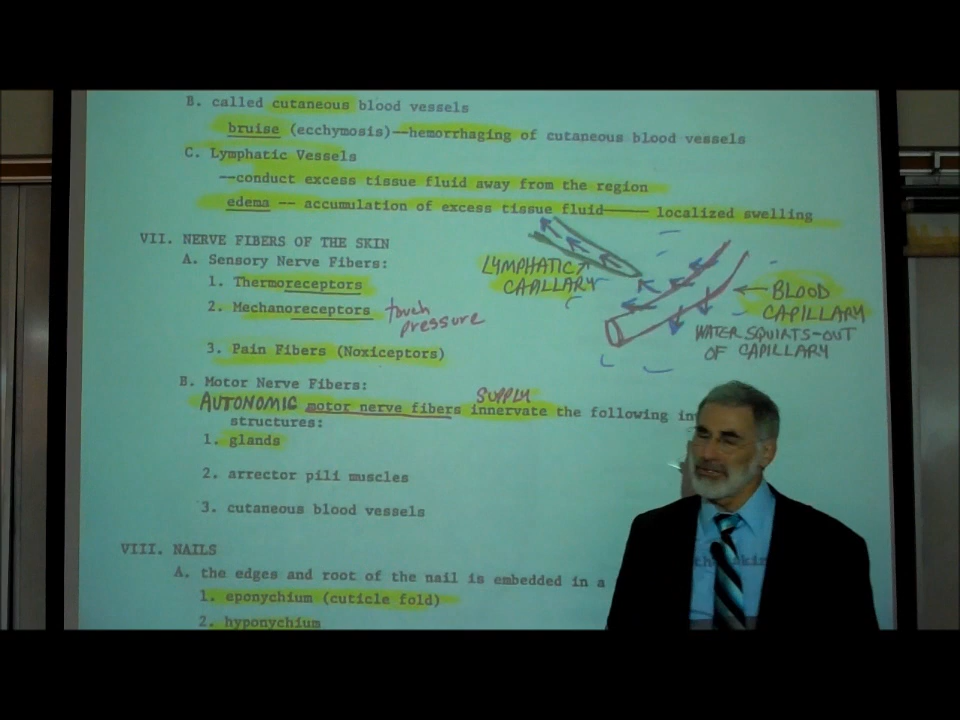 B. called cutaneous blood vessels
bruise (ecchymosis)--hemorrhaging of cutaneous blood vessels
C. Lymphatic Vessels
--conduct excess tissue fluid away from the region
edema -- accumulation of excess tissue fluid---- localized swelling
VII. NERVE FIBERS OF THE SKIN
A. Sensory Nerve Fibers:
1. Thermoreceptors
2. Mechanoreceptors touch
pressure
3. Pain Fibers (Noxiceptors)
LYMPHATIC
CAPILLARY
BLOOD
CAPILLARY
WATER SQUIRTS-OUT
OF CAPILLARY
B. Motor Nerve Fibers:
SUPPLY
AUTONOMIC motor nerve fibers innervate the following in
structures:
1. glands
2. arrector pili muscles
3. cutaneous blood vessels
VIII. NAILS
A. the edges and root of the nail is embedded in a
skin
1. eponychium (cuticle fold)
2. hyponychium